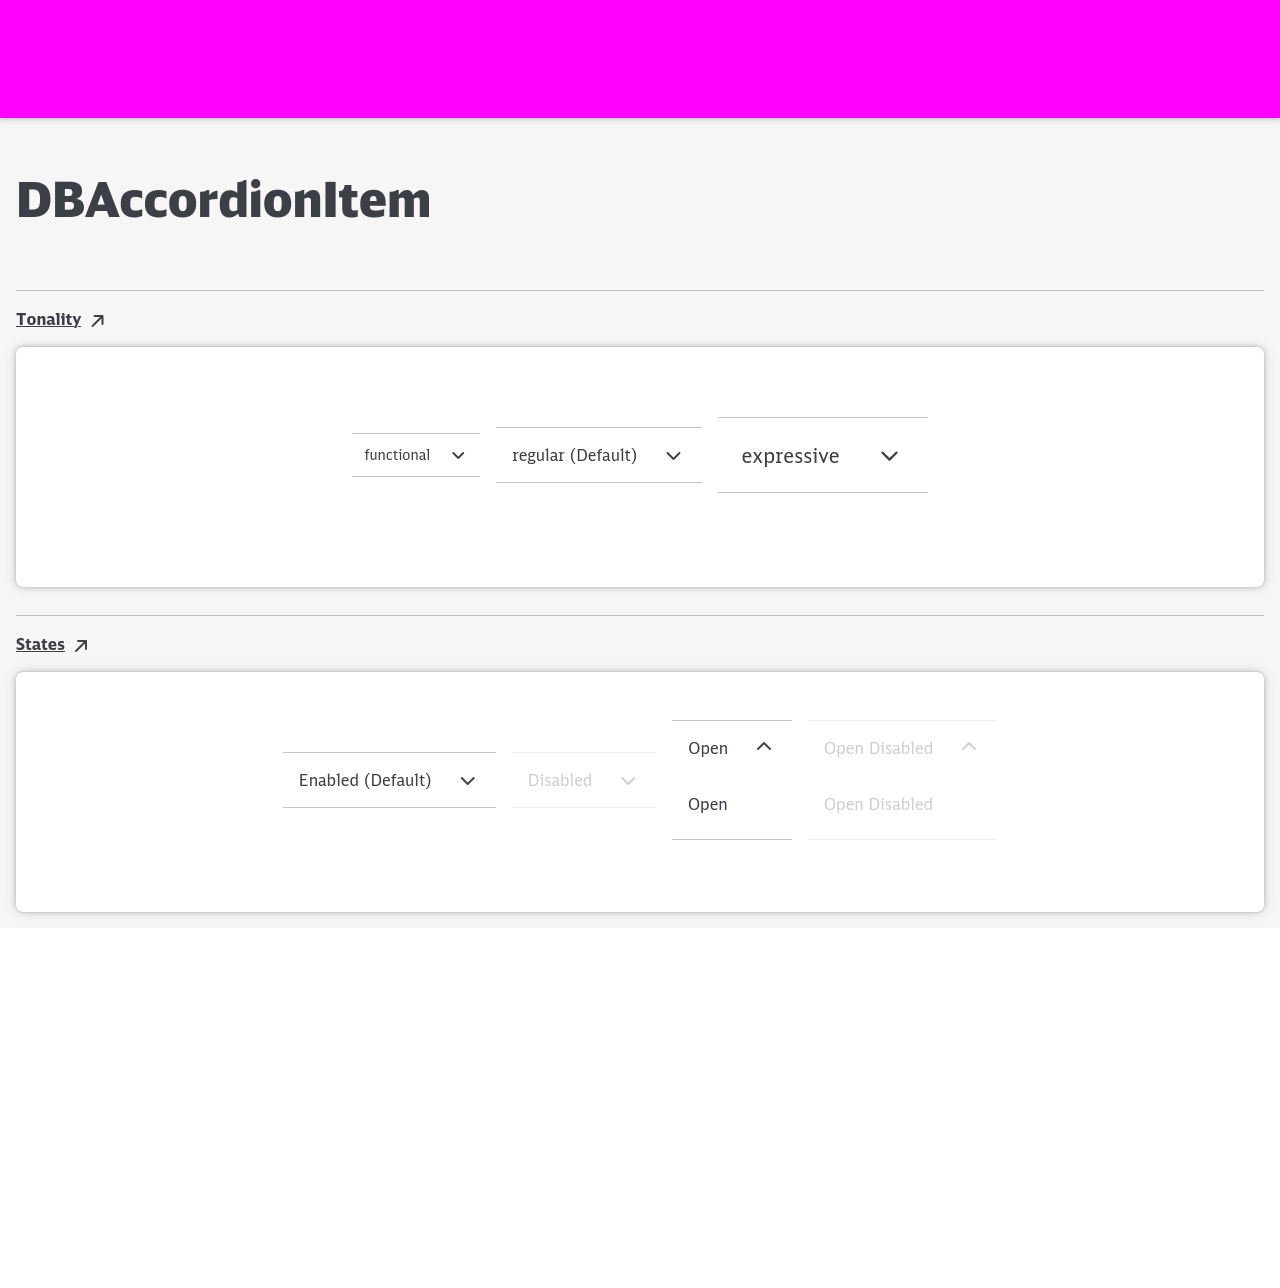 DBAccordionItem
Tonality
functional
regular (Default)
expressive
States
Enabled (Default)
Disabled
Open
Open Disabled
Open
Open Disabled